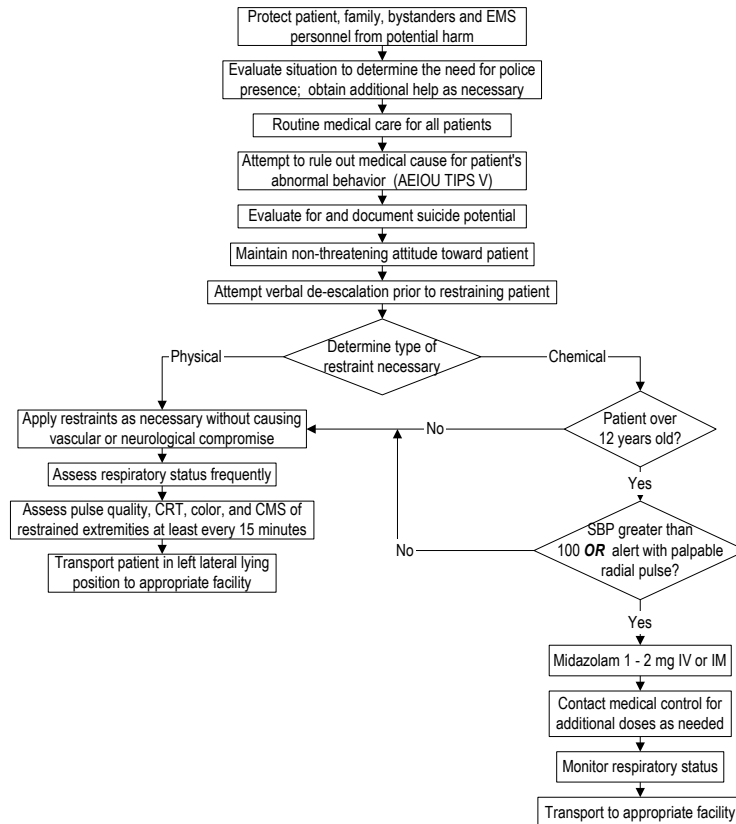 Protect patient, family, bystanders and EMS
personnel from potential harm
Evaluate situation to determine the need for police
presence;  obtain additional help as necessary
Routine medical care for all patients
Attempt to rule out medical cause for patient's
abnormal behavior  (AEIOU TIPS V)
Evaluate for and document suicide potential
Maintain non-threatening attitude toward patient
Attempt verbal de-escalation prior to restraining patient
Physical
Determine type of
restraint necessary
Chemical
Apply restraints as necessary without causing
vascular or neurological compromise
No
Patient over
12 years old?
Assess respiratory status frequently
Yes
Assess pulse quality, CRT, color, and CMS of
restrained extremities at least every 15 minutes
Transport patient in left lateral lying
position to appropriate facility
No
SBP greater than
100 OR alert with palpable
radial pulse?
Yes
Midazolam 1 - 2 mg IV or IM
Contact medical control for
additional doses as needed
Monitor respiratory status
Transport to appropriate facility